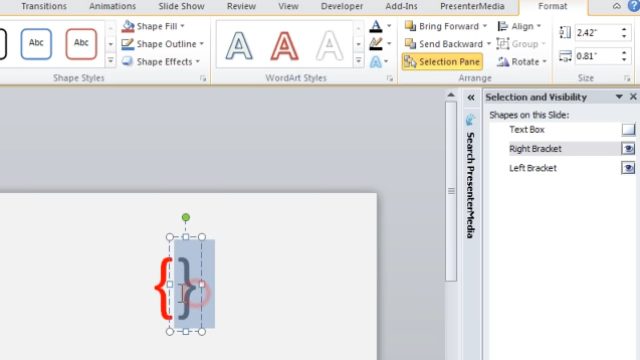 Transitions Animations Slide Show Review View Developer Add-Ins PresenterMedia Format
Abc Abc Shape Fill Shape Outline Shape Effects
A A A A
Bring Forward Send Backward Selection Pane
Align Group Rotate
2.42"
0.81"
Shape Styles WordArt Styles Arrange Size
Search PresenterMedia
Selection and Visibility
Shapes on this Slide:
Text Box
Right Bracket
Left Bracket
{ }